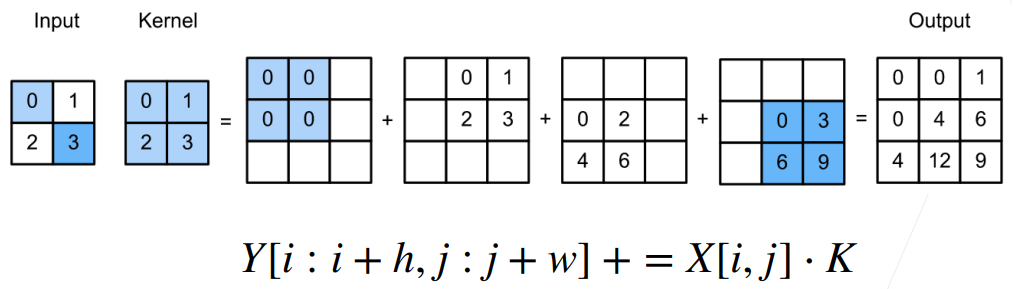 Input Kernel Output
0 0 0 1 0 0 1
0 1 0 1 0 0 2 3 0 2 0 3 0 4 6
= + + + =
2 3 2 3 4 6 6 9 4 12 9
Y[i : i + h, j : j + w] + = X[i, j] · K